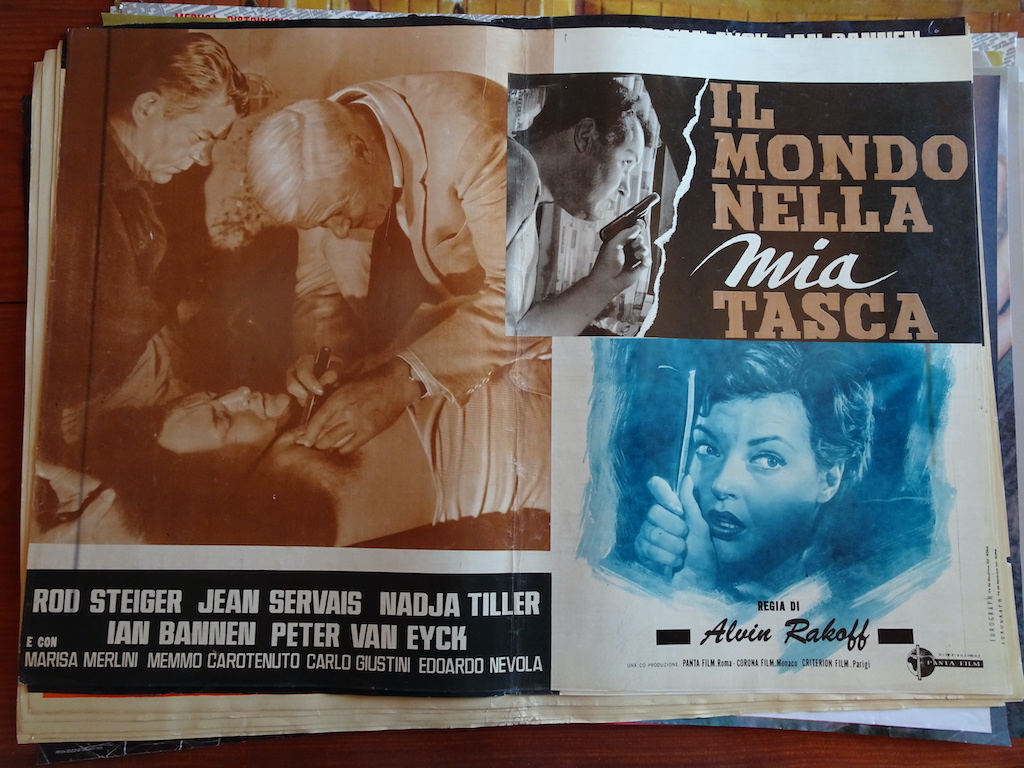 IL
MONDO
NELLA
mia
TASCA
ROD STEIGER JEAN SERVAIS NADJA TILLER
IAN BANNEN PETER VAN EYCK
E CON
MARISA MERLINI MEMMO CAROTENUTO CARLO GIUSTINI EDOARDO NEVOLA
REGIA DI
Alvin Rakoff
UNA CO-PRODUZIONE: PANTA FILM.Roma - CORONA FILM.Monaco CRITERION FILM.Parigi
PANTA FILM